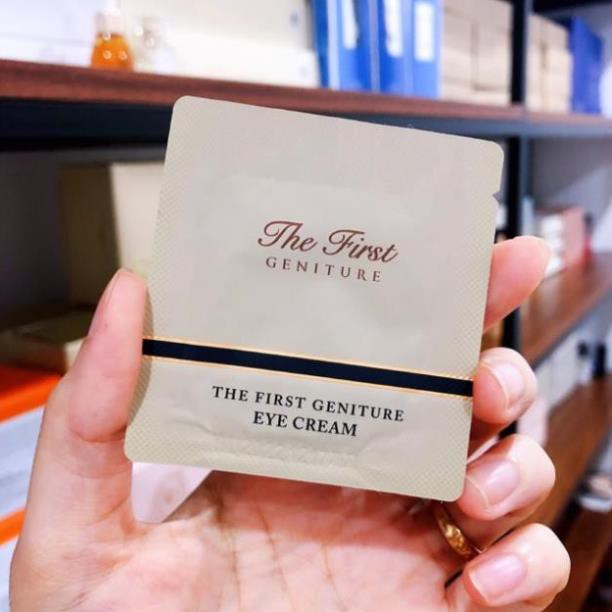 The First
GENITURE
THE FIRST GENITURE
EYE CREAM